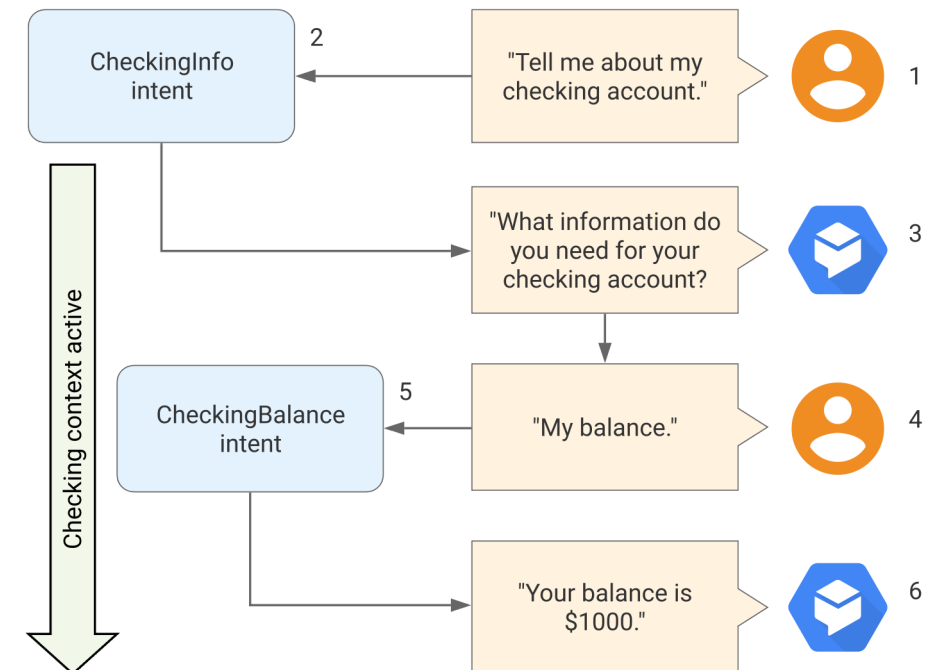 CheckingInfo
intent
2
"Tell me about my
checking account."
1
"What information do
you need for your
checking account?
3
Checking context active
CheckingBalance
intent
5
"My balance."
4
"Your balance is
$1000."
6